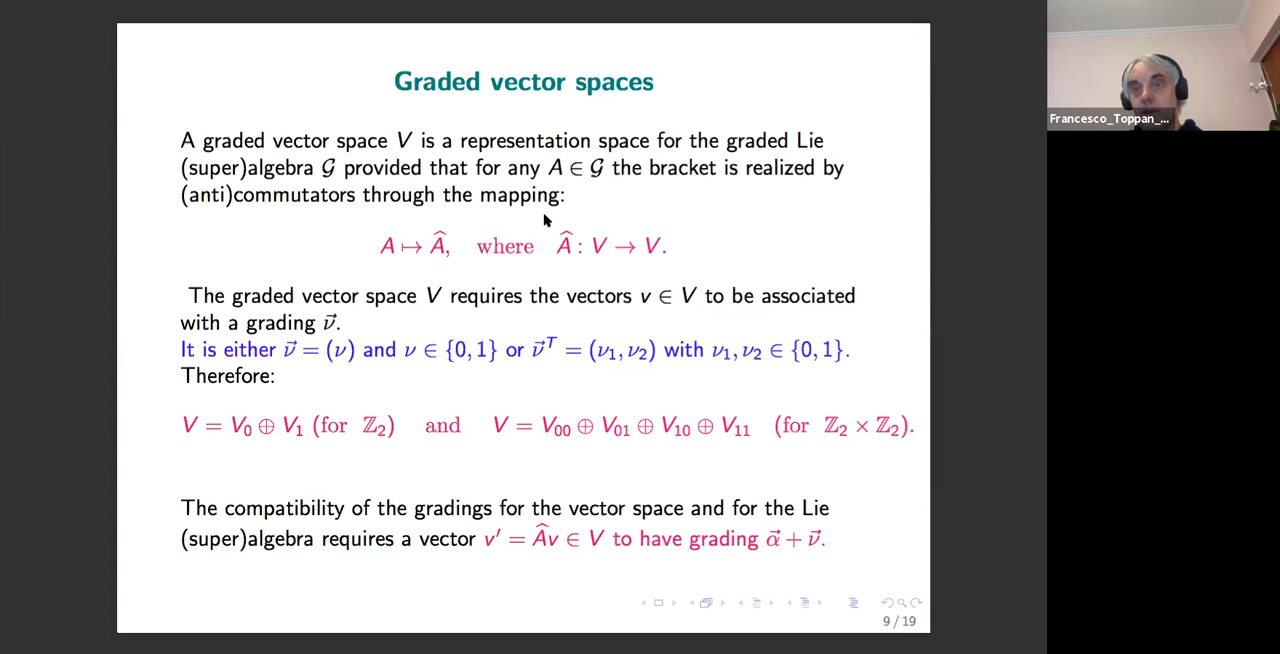 Graded vector spaces
A graded vector space V is a representation space for the graded Lie
(super)algebra 𝒢 provided that for any A ∈ 𝒢 the bracket is realized by
(anti)commutators through the mapping:
A ↦ Â, where Â : V → V.
The graded vector space V requires the vectors v ∈ V to be associated
with a grading ν⃗.
It is either ν⃗ = (ν) and ν ∈ {0, 1} or ν⃗ᵀ = (ν₁, ν₂) with ν₁, ν₂ ∈ {0, 1}.
Therefore:
V = V₀ ⊕ V₁ (for ℤ₂) and V = V₀₀ ⊕ V₀₁ ⊕ V₁₀ ⊕ V₁₁ (for ℤ₂ × ℤ₂).
The compatibility of the gradings for the vector space and for the Lie
(super)algebra requires a vector v′ = Âv ∈ V to have grading α⃗ + ν⃗.
9 / 19
Francesco_Toppan_...